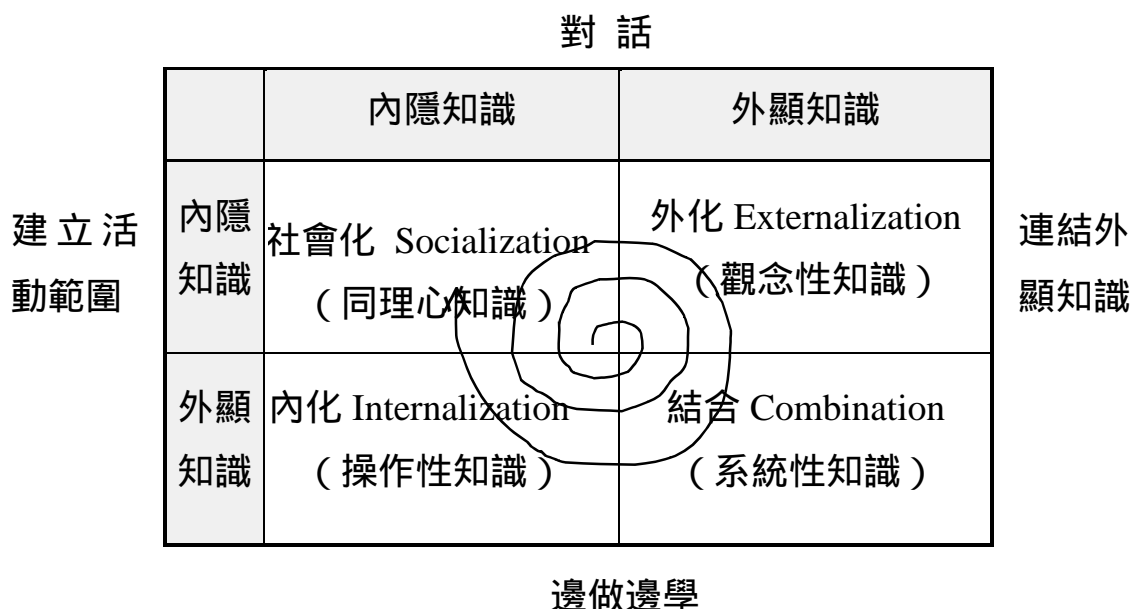 對 話
內隱知識 外顯知識
建立活
動範圍
內隱
知識
社會化 Socialization
（同理心知識）
外化 Externalization
（觀念性知識）
連結外
顯知識
外顯
知識
內化 Internalization
（操作性知識）
結合 Combination
（系統性知識）
邊做邊學